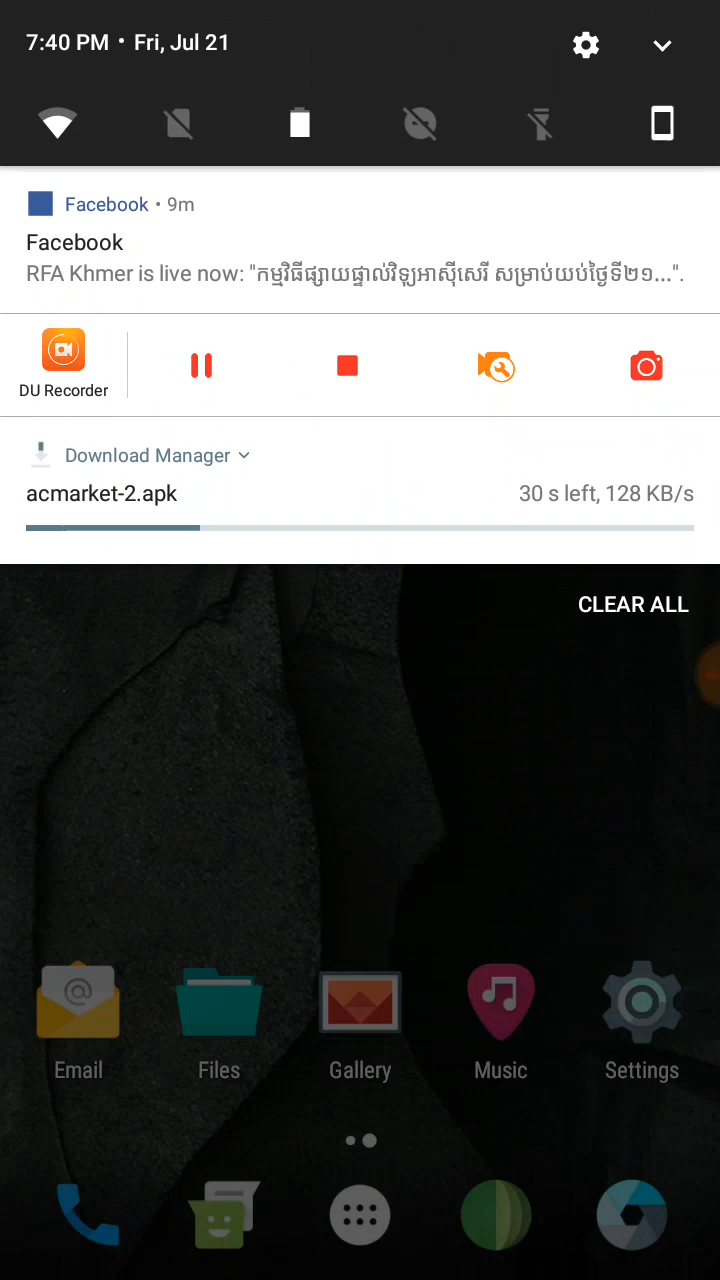 7:40 PM • Fri, Jul 21
Facebook • 9m
Facebook
RFA Khmer is live now: "កម្មវិធីផ្សាយផ្ទាល់វិទ្យុអាស៊ីសេរី សម្រាប់យប់ថ្ងៃទី២១...".
DU Recorder
Download Manager
acmarket-2.apk 30 s left, 128 KB/s
CLEAR ALL
Email Files Gallery Music Settings